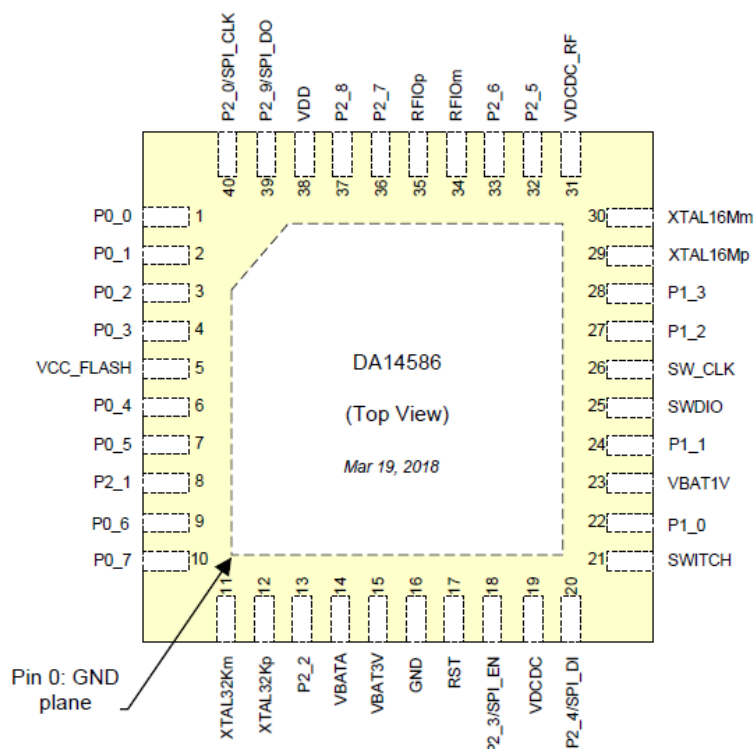 P2_0/SPI_CLK
P2_9/SPI_DO
VDD
P2_8
P2_7
RFIOp
RFIOm
P2_6
P2_5
VDCDC_RF
40
39
38
37
36
35
34
33
32
31
P0_0 1
P0_1 2
P0_2 3
P0_3 4
VCC_FLASH 5
P0_4 6
P0_5 7
P2_1 8
P0_6 9
P0_7 10
DA14586
(Top View)
Mar 19, 2018
30 XTAL16Mm
29 XTAL16Mp
28 P1_3
27 P1_2
26 SW_CLK
25 SWDIO
24 P1_1
23 VBAT1V
22 P1_0
21 SWITCH
11
12
13
14
15
16
17
18
19
20
XTAL32Km
XTAL32Kp
P2_2
VBATA
VBAT3V
GND
RST
P2_3/SPI_EN
VDCDC
P2_4/SPI_DI
Pin 0: GND
plane